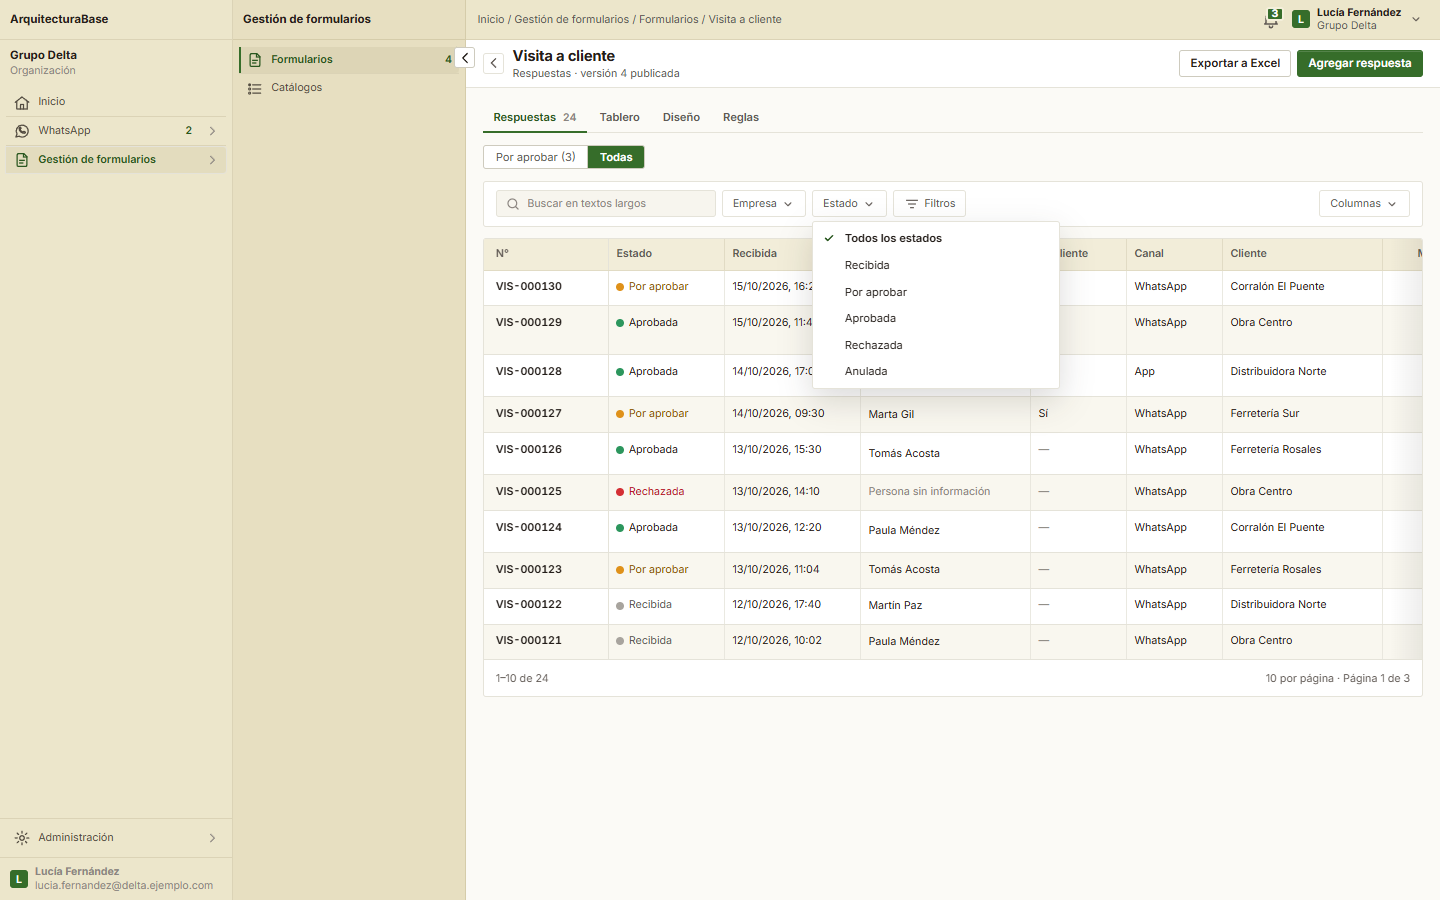 ArquitecturaBase
Grupo Delta
Organización
Inicio
WhatsApp 2
Gestión de formularios
Administración
L Lucía Fernández
lucia.fernandez@delta.ejemplo.com
Gestión de formularios
Formularios 4
Catálogos
Inicio / Gestión de formularios / Formularios / Visita a cliente
3
L Lucía Fernández
Grupo Delta
Visita a cliente
Respuestas · versión 4 publicada
Exportar a Excel
Agregar respuesta
Respuestas 24 Tablero Diseño Reglas
Por aprobar (3) Todas
Buscar en textos largos Empresa Estado Filtros Columnas
Todos los estados
Recibida
Por aprobar
Aprobada
Rechazada
Anulada
N° Estado Recibida Canal Cliente
VIS-000130 Por aprobar 15/10/2026, WhatsApp Corralón El Puente
VIS-000129 Aprobada 15/10/2026, WhatsApp Obra Centro
VIS-000128 Aprobada 14/10/2026, App Distribuidora Norte
VIS-000127 Por aprobar 14/10/2026, 09:30 Marta Gil Sí WhatsApp Ferretería Sur
VIS-000126 Aprobada 13/10/2026, 15:30 Tomás Acosta — WhatsApp Ferretería Rosales
VIS-000125 Rechazada 13/10/2026, 14:10 Persona sin información — WhatsApp Obra Centro
VIS-000124 Aprobada 13/10/2026, 12:20 Paula Méndez — WhatsApp Corralón El Puente
VIS-000123 Por aprobar 13/10/2026, 11:04 Tomás Acosta — WhatsApp Ferretería Rosales
VIS-000122 Recibida 12/10/2026, 17:40 Martín Paz — WhatsApp Distribuidora Norte
VIS-000121 Recibida 12/10/2026, 10:02 Paula Méndez — WhatsApp Obra Centro
1–10 de 24 10 por página · Página 1 de 3